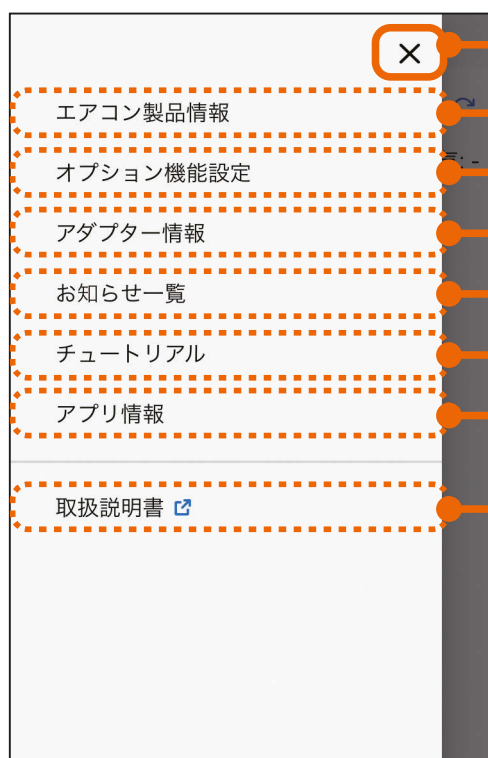 ×
エアコン製品情報
オプション機能設定
アダプター情報
お知らせ一覧
チュートリアル
アプリ情報
取扱説明書